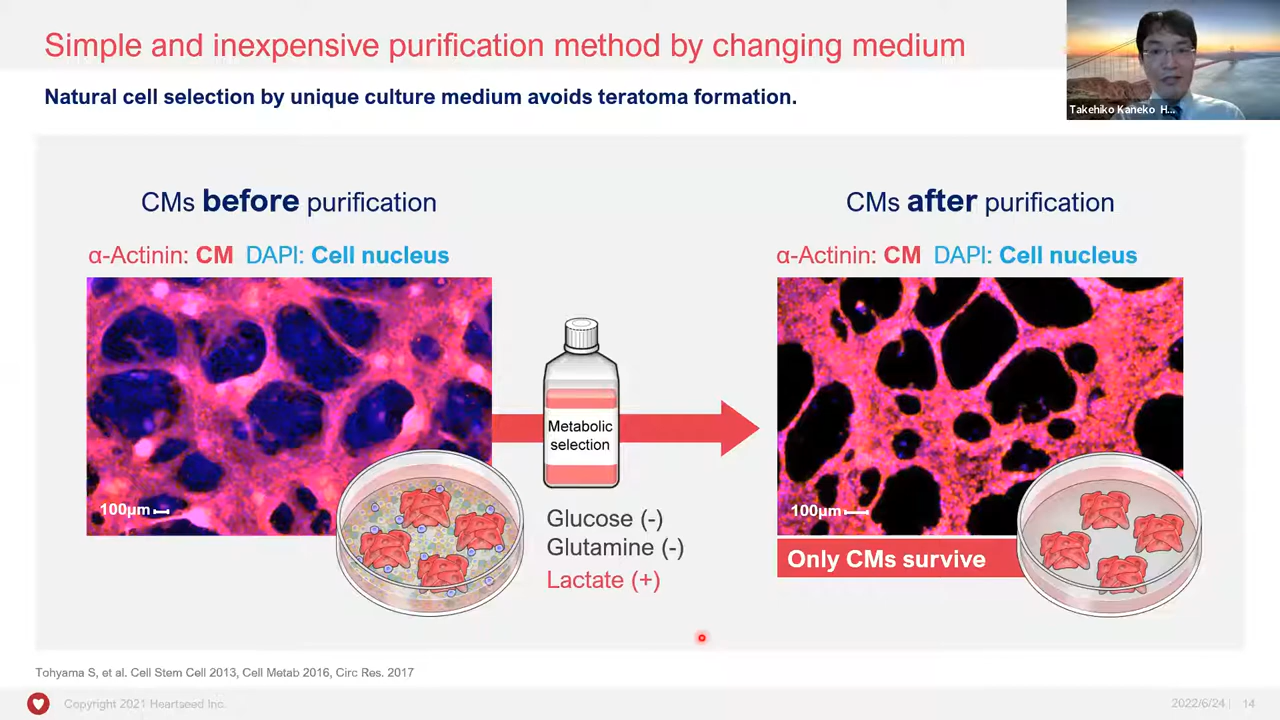 Simple and inexpensive purification method by changing medium
Natural cell selection by unique culture medium avoids teratoma formation.
Takehiko Kaneko H...
CMs before purification
α-Actinin: CM DAPI: Cell nucleus
100μm
Metabolic
selection
Glucose (-)
Glutamine (-)
Lactate (+)
CMs after purification
α-Actinin: CM DAPI: Cell nucleus
100μm
Only CMs survive
Tohyama S, et al. Cell Stem Cell 2013, Cell Metab 2016, Circ Res. 2017
Copyright 2021 Heartseed Inc.
2022/6/24 | 14